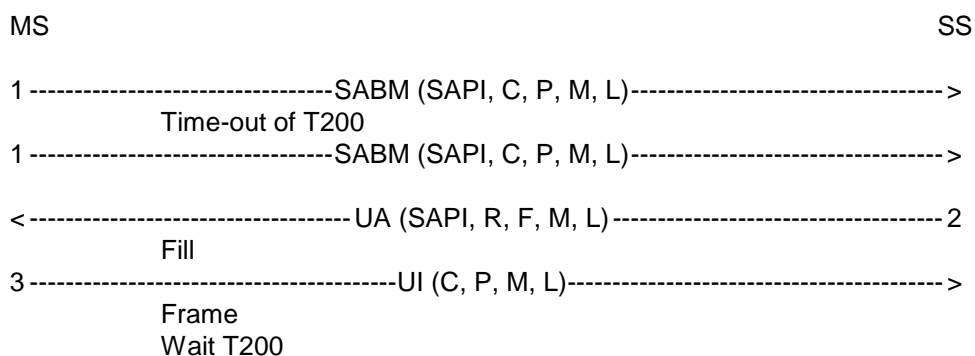 MS SS
1 ----------------------------------SABM (SAPI, C, P, M, L)----------------------------------- >
Time-out of T200
1 ----------------------------------SABM (SAPI, C, P, M, L)----------------------------------- >
< ------------------------------------ UA (SAPI, R, F, M, L) ------------------------------------- 2
Fill
3 -----------------------------------------UI (C, P, M, L)------------------------------------------ >
Frame
Wait T200